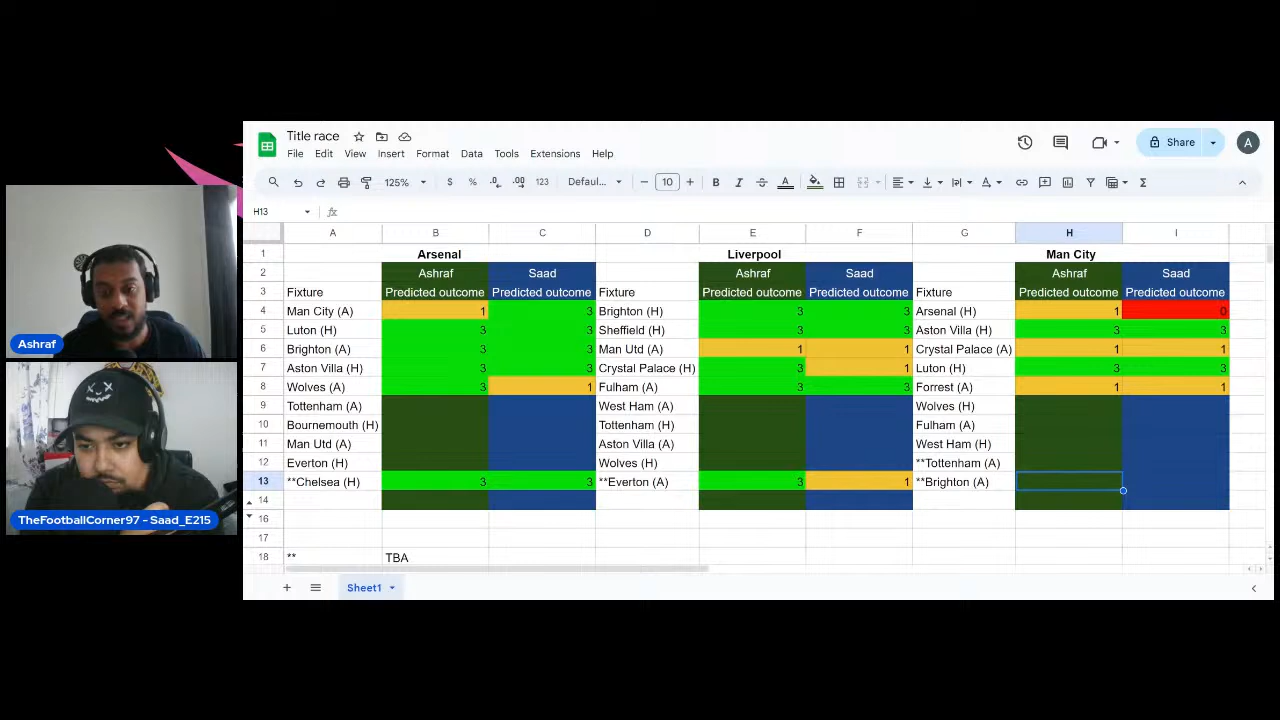 Title race
File Edit View Insert Format Data Tools Extensions Help
Share
A
125% $ % .0 .00 123 Defaul... 10 B I A
H13 fx
A B C D E F G H I
1 Arsenal Liverpool Man City
2 Ashraf Saad Ashraf Saad Ashraf Saad
3 Fixture Predicted outcome Predicted outcome Fixture Predicted outcome Predicted outcome Fixture Predicted outcome Predicted outcome
4 Man City (A) 1 3 Brighton (H) 3 3 Arsenal (H) 1 0
5 Luton (H) 3 3 Sheffield (H) 3 3 Aston Villa (H) 3 3
6 Brighton (A) 3 3 Man Utd (A) 1 1 Crystal Palace (A) 1 1
7 Aston Villa (H) 3 3 Crystal Palace (H) 3 1 Luton (H) 3 3
8 Wolves (A) 3 1 Fulham (A) 3 3 Forrest (A) 1 1
9 Tottenham (A) West Ham (A) Wolves (H)
10 Bournemouth (H) Tottenham (H) Fulham (A)
11 Man Utd (A) Aston Villa (A) West Ham (H)
12 Everton (H) Wolves (H) **Tottenham (A)
13 **Chelsea (H) 3 3 **Everton (A) 3 1 **Brighton (A)
14
16
17
18 ** TBA
Sheet1
Ashraf
TheFootballCorner97 - Saad_E215